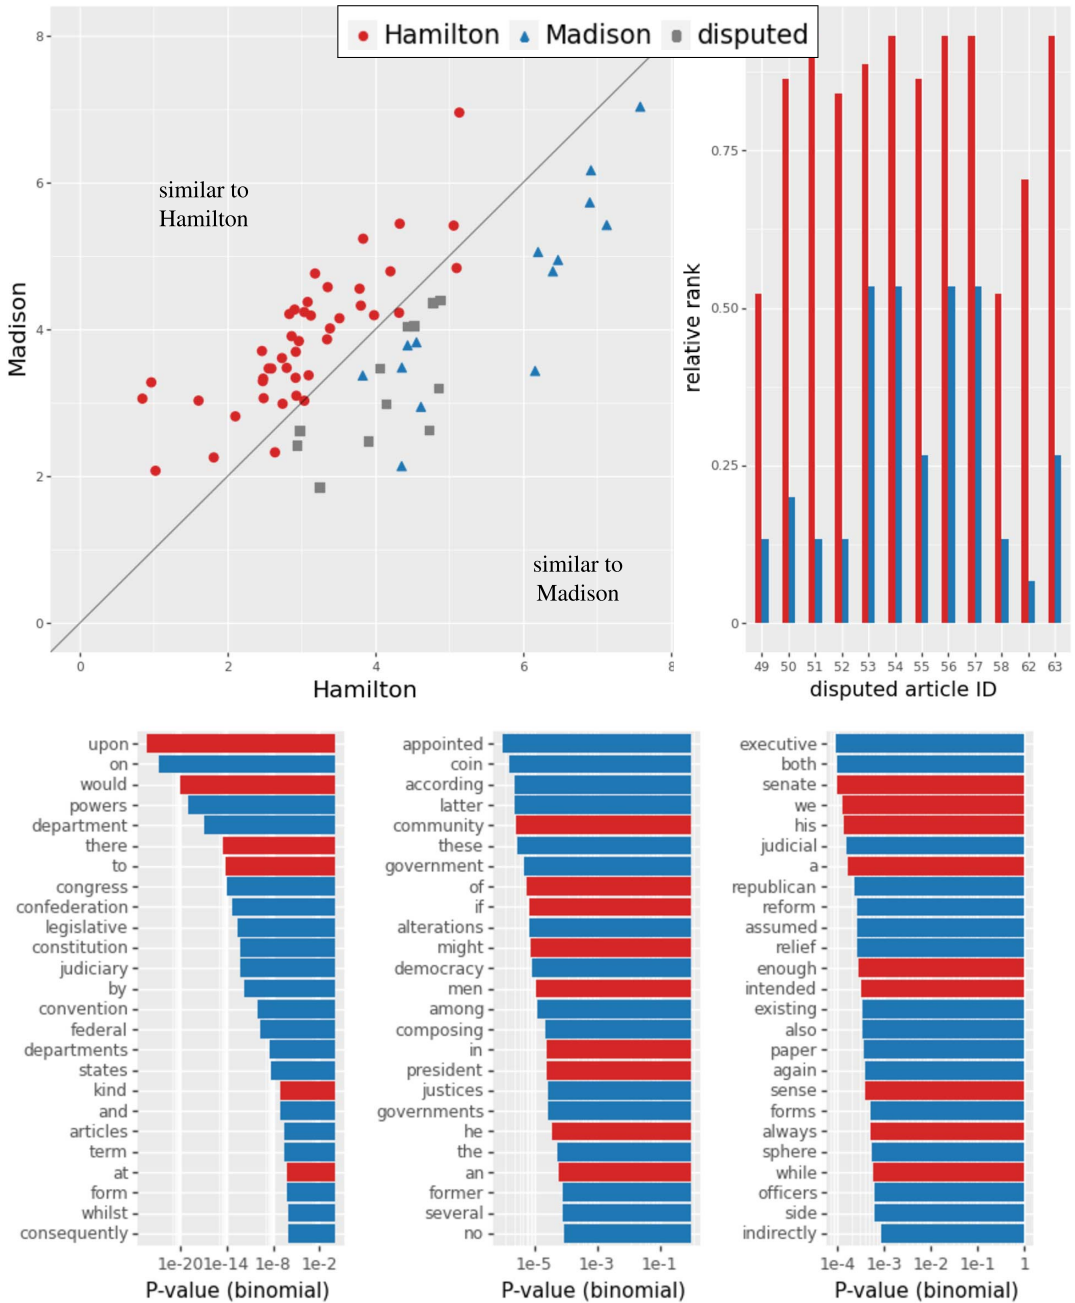 Hamilton Madison disputed
8
6
4
2
0
Madison
similar to
Hamilton
similar to
Madison
0 2 4 6 8
Hamilton
0.75
0.50
0.25
0
relative rank
49 50 51 52 53 54 55 56 57 58 62 63
disputed article ID
upon
on
would
powers
department
there
to
congress
confederation
legislative
constitution
judiciary
by
convention
federal
departments
states
kind
and
articles
term
at
form
whilst
consequently
1e-20 1e-14 1e-8 1e-2
P-value (binomial)
appointed
coin
according
latter
community
these
government
of
if
alterations
might
democracy
men
among
composing
in
president
justices
governments
he
the
an
former
several
no
1e-5 1e-3 1e-1
P-value (binomial)
executive
both
senate
we
his
judicial
a
republican
reform
assumed
relief
enough
intended
existing
also
paper
again
sense
forms
always
sphere
while
officers
side
indirectly
1e-4 1e-3 1e-2 1e-1 1
P-value (binomial)